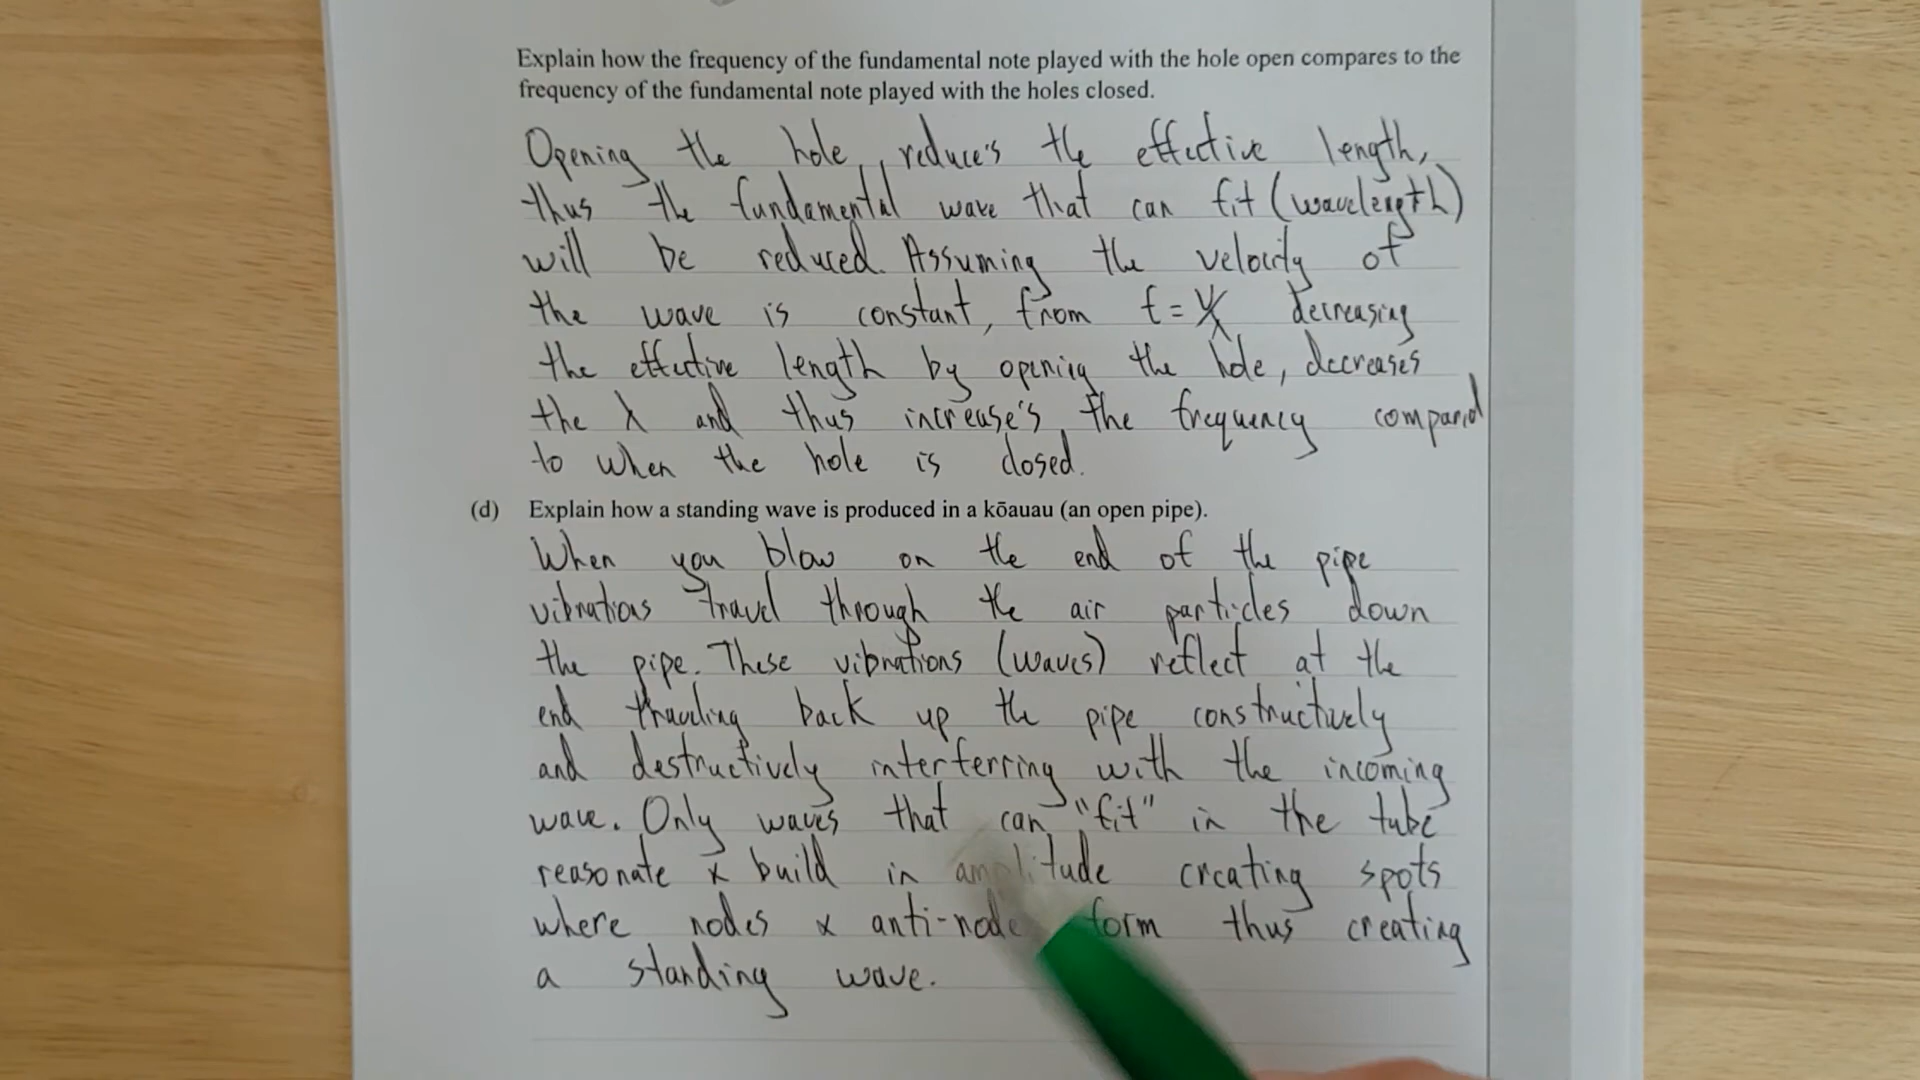 Explain how the frequency of the fundamental note played with the hole open compares to the
frequency of the fundamental note played with the holes closed.
Opening the hole, reduce's the effective length,
thus the fundamental wave that can fit (wavelength)
will be reduced. Assuming the velocity of
the wave is constant, from f = v/λ decreasing
the effective length by opening the hole, decreases
the λ and thus increase's the frequency compared
to when the hole is closed.
(d) Explain how a standing wave is produced in a kōauau (an open pipe).
When you blow on the end of the pipe
vibrations travel through the air particles down
the pipe. These vibrations (waves) reflect at the
end thraveling back up the pipe constructively
and destructively interferring with the incoming
wave. Only waves that can "fit" in the tube
reasonate & build in amplitude creating spots
where nodes & anti-node form thus creating
a standing wave.